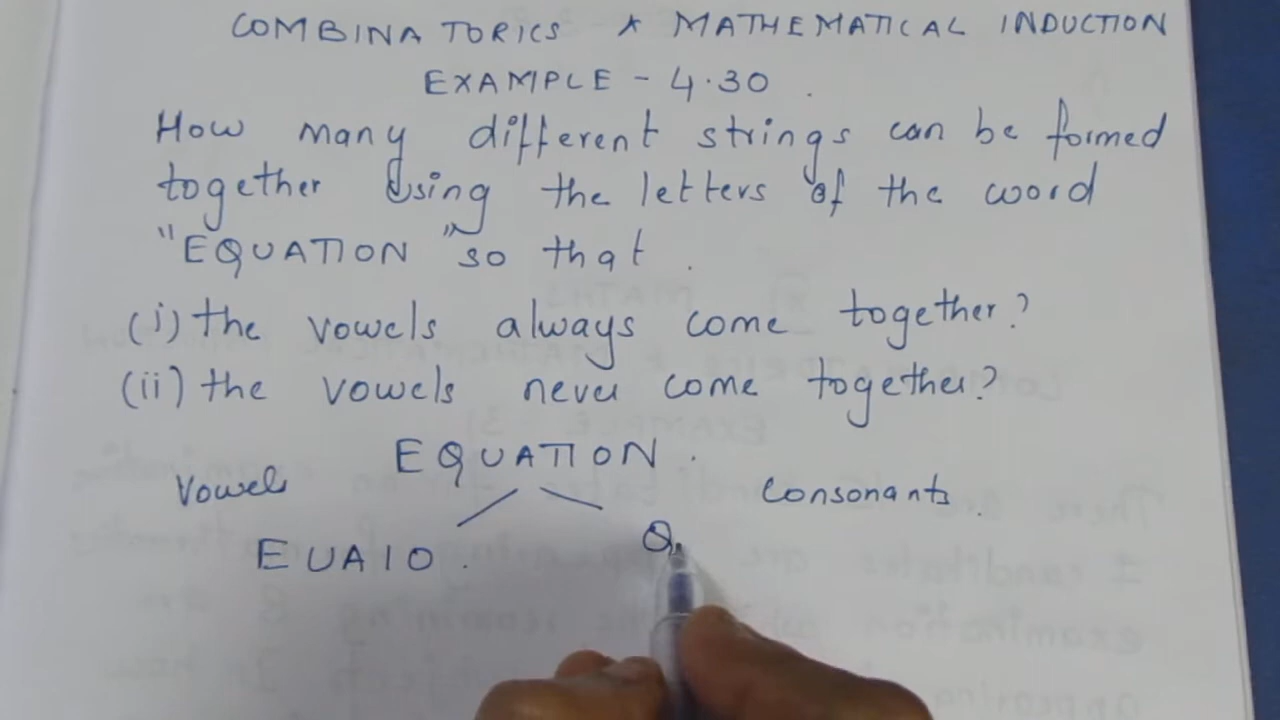 COMBINATORICS & MATHEMATICAL INDUCTION
EXAMPLE - 4.30
How many different strings can be formed
together using the letters of the word
"EQUATION" so that
(i) the vowels always come together?
(ii) the vowels never come together?
EQUATION
Vowels Consonants
EUAIO Q